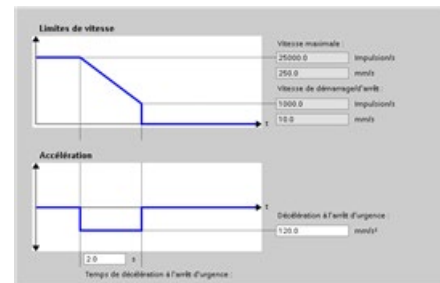 Limites de vitesse
Vitesse maximale :
25000.0 Impulsion/s
250.0 mm/s
Vitesse de démarrage/d'arrêt :
1000.0 Impulsion/s
10.0 mm/s
t
Accélération
t
Décélération à l'arrêt d'urgence :
120.0 mm/s²
2.0 s
Temps de décélération à l'arrêt d'urgence :